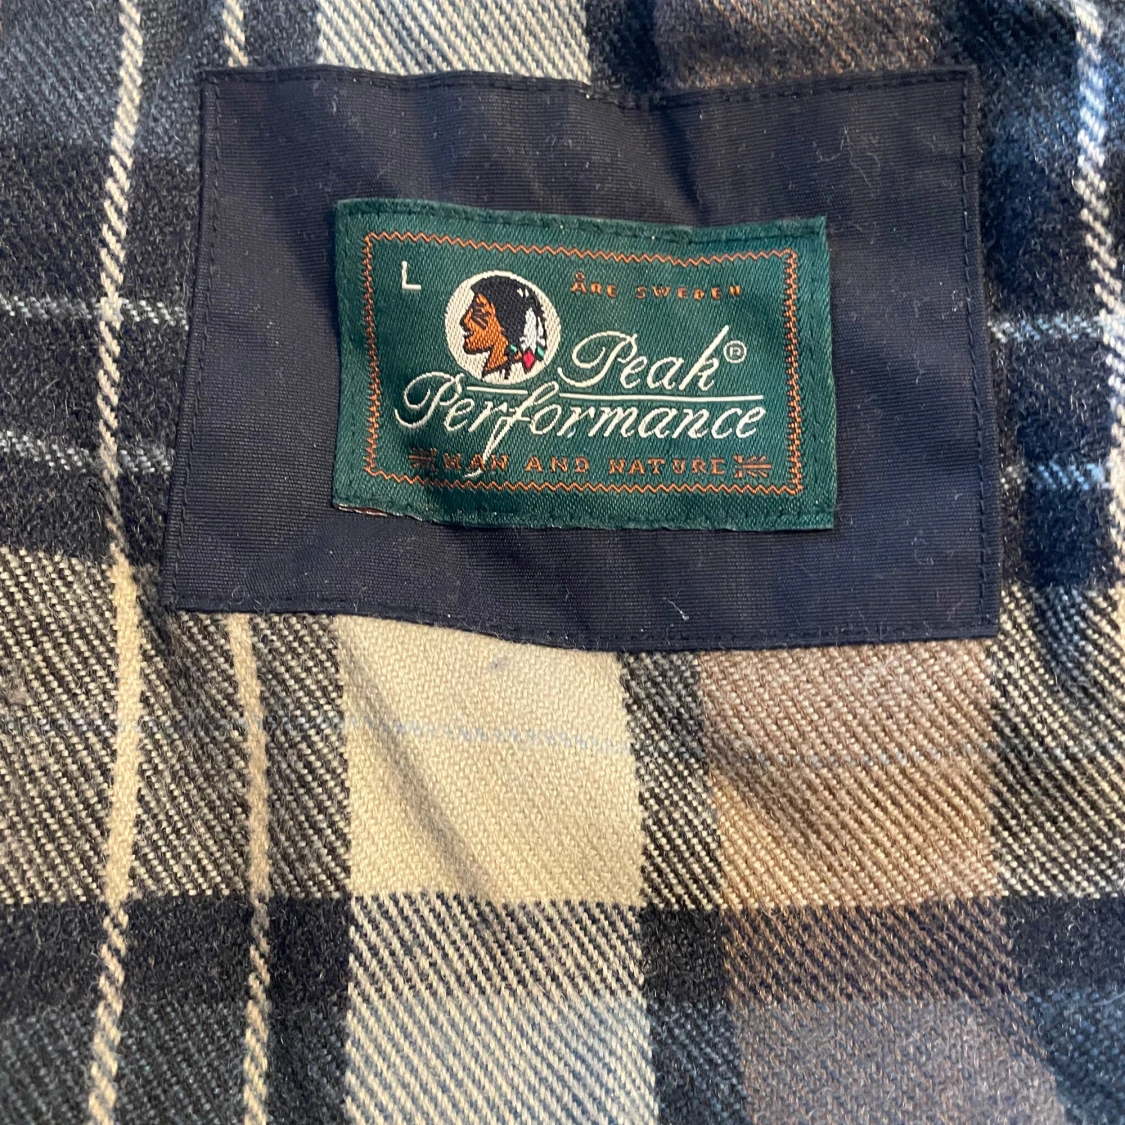 L
ÅRE SWEDEN
Peak®
Performance
MAN AND NATURE